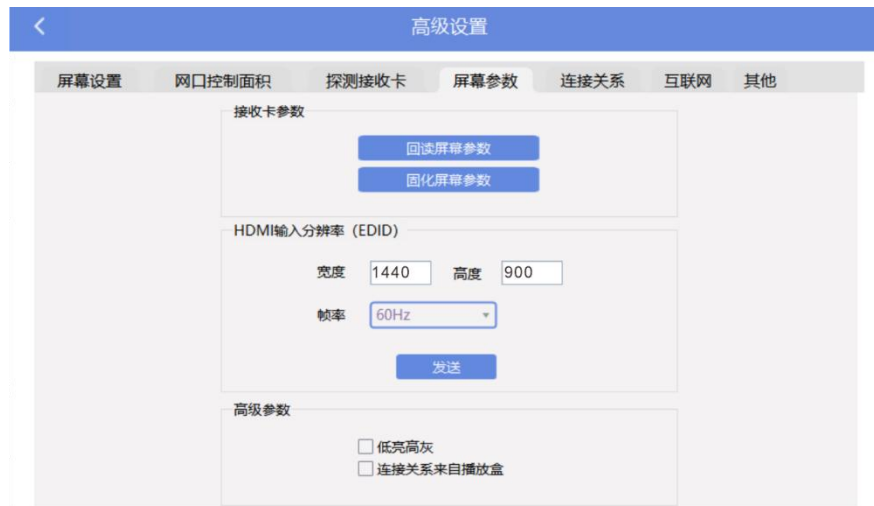 高级设置
屏幕设置 网口控制面积 探测接收卡 屏幕参数 连接关系 互联网 其他
接收卡参数
回读屏幕参数
固化屏幕参数
HDMI输入分辨率（EDID）
宽度 1440 高度 900
帧率 60Hz
发送
高级参数
低亮高灰
连接关系来自播放盒